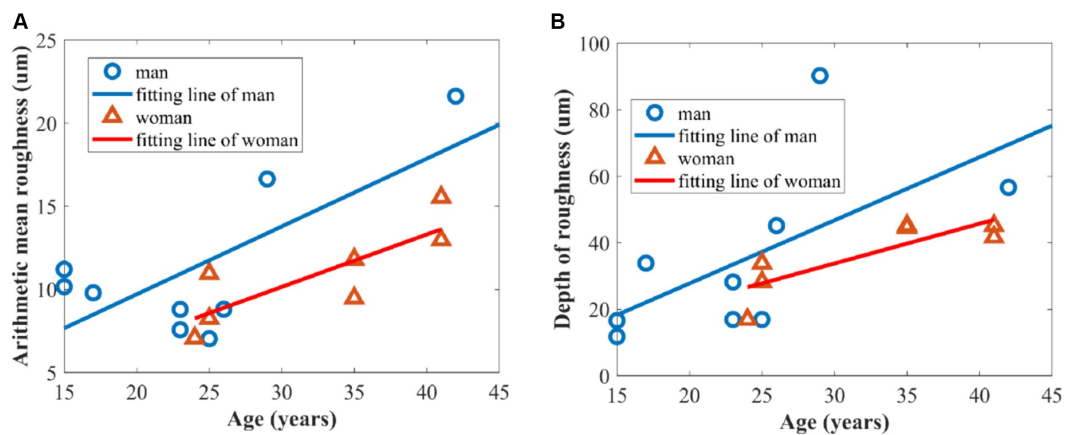 A
25
20
15
10
5
Arithmetic mean roughness (um)
man
fitting line of man
woman
fitting line of woman
15 20 25 30 35 40 45
Age (years)
B
100
80
60
40
20
0
Depth of roughness (um)
man
fitting line of man
woman
fitting line of woman
15 20 25 30 35 40 45
Age (years)